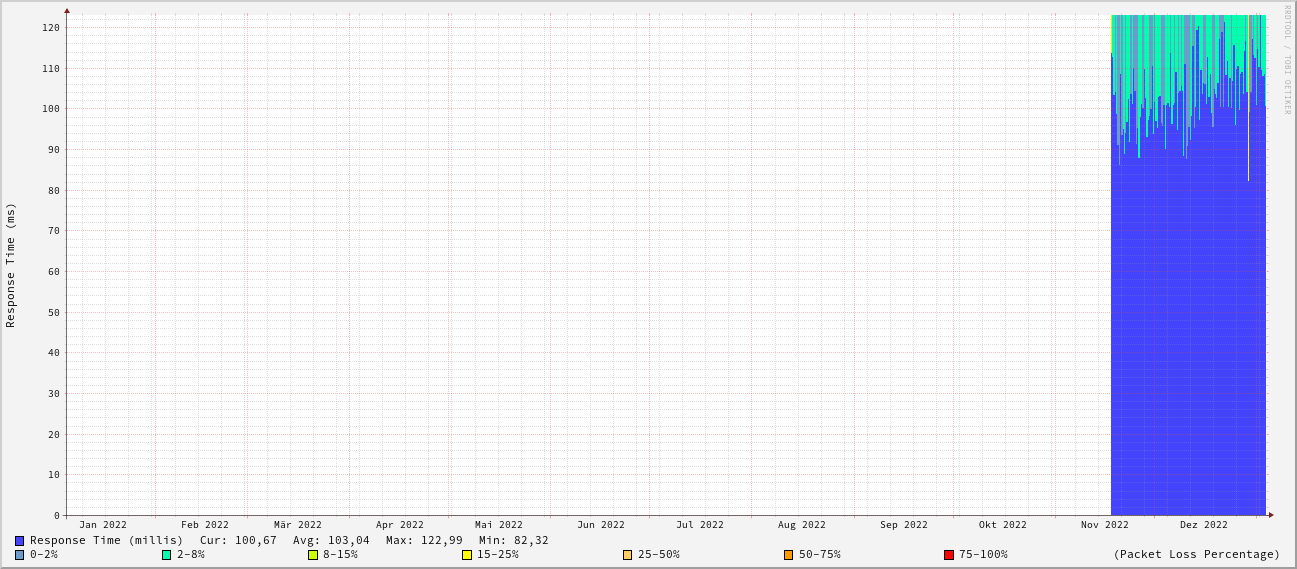 RRDTOOL / TOBI OETIKER
Response Time (ms)
120
110
100
90
80
70
60
50
40
30
20
10
0
Jan 2022 Feb 2022 Mär 2022 Apr 2022 Mai 2022 Jun 2022 Jul 2022 Aug 2022 Sep 2022 Okt 2022 Nov 2022 Dez 2022
Response Time (millis) Cur: 100,67 Avg: 103,04 Max: 122,99 Min: 82,32
0-2% 2-8% 8-15% 15-25% 25-50% 50-75% 75-100% (Packet Loss Percentage)